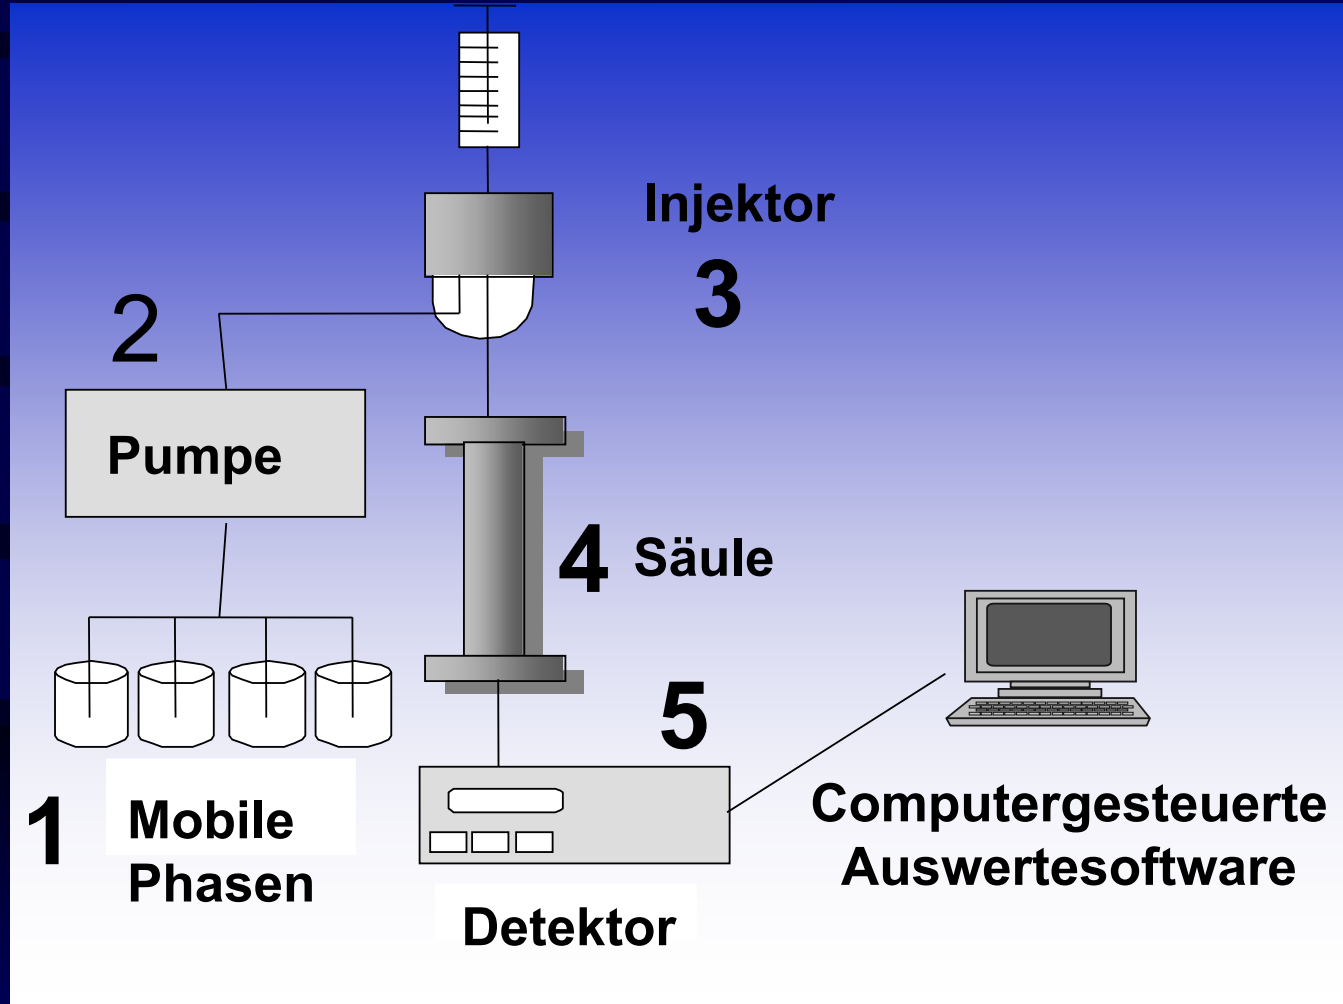 Injektor
3
2
Pumpe
4 Säule
5
1
Mobile
Phasen
Computergesteuerte
Auswertesoftware
Detektor